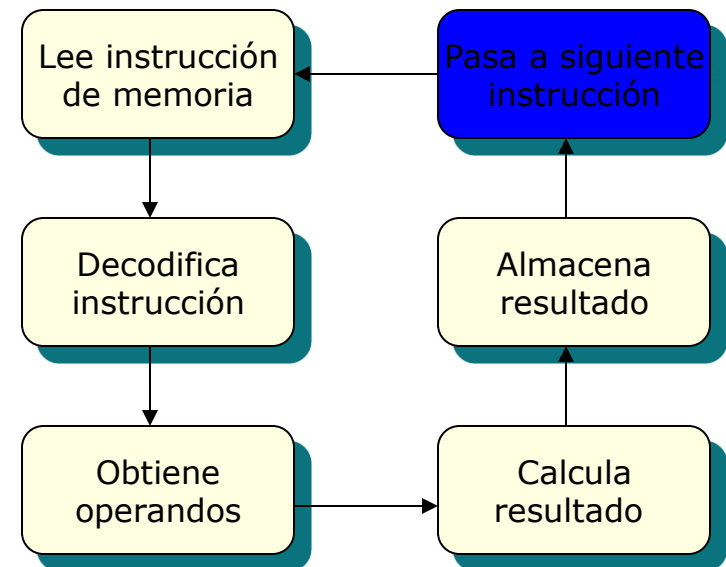 Lee instrucción
de memoria
Pasa a siguiente
instrucción
Decodifica
instrucción
Almacena
resultado
Obtiene
operandos
Calcula
resultado